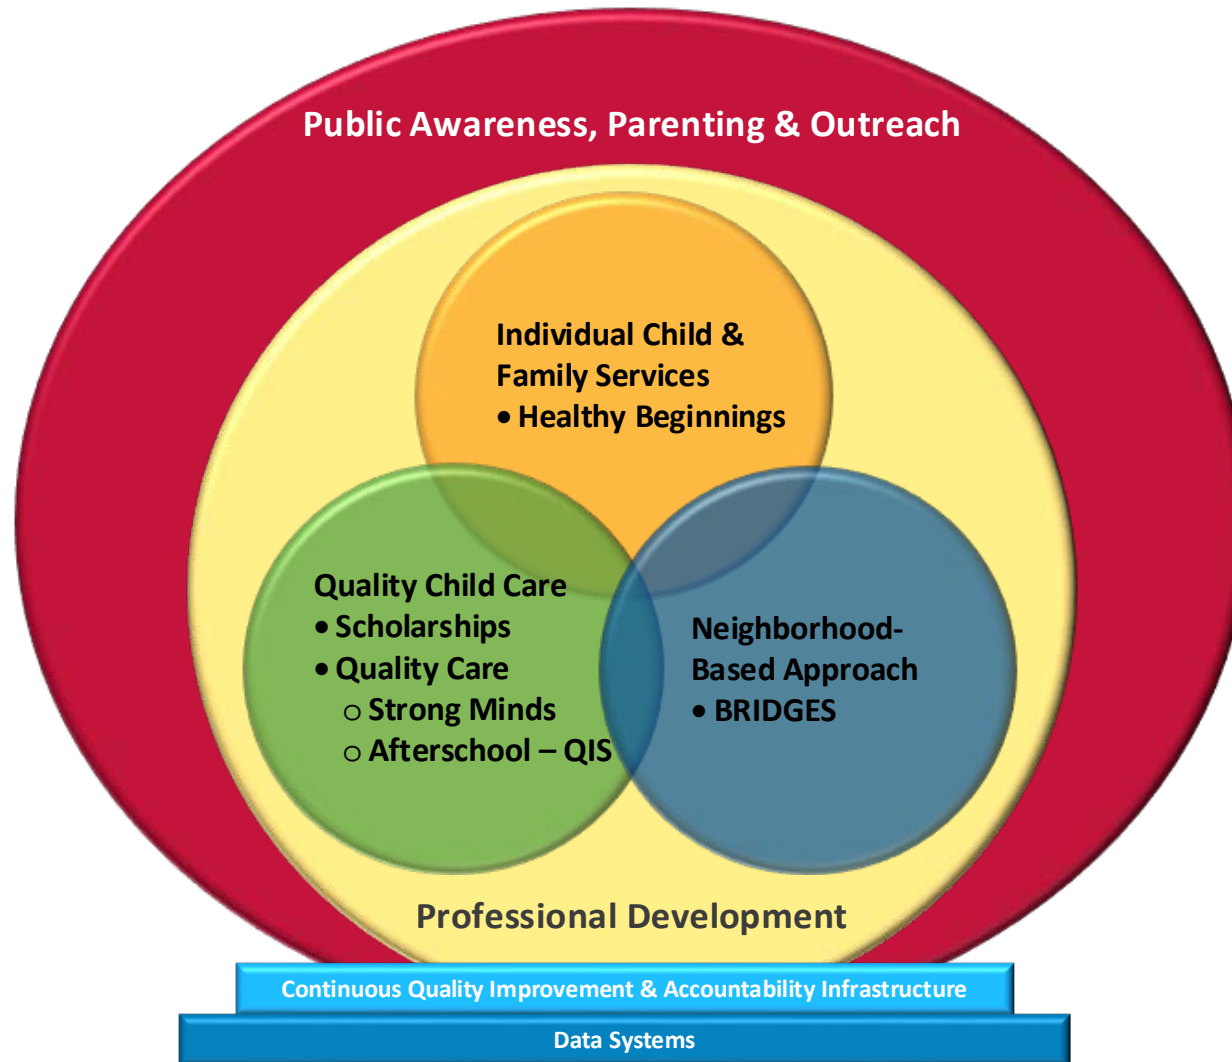 Public Awareness, Parenting & Outreach
Individual Child &
Family Services
• Healthy Beginnings
Quality Child Care
• Scholarships
• Quality Care
o Strong Minds
o Afterschool – QIS
Neighborhood-
Based Approach
• BRIDGES
Professional Development
Continuous Quality Improvement & Accountability Infrastructure
Data Systems